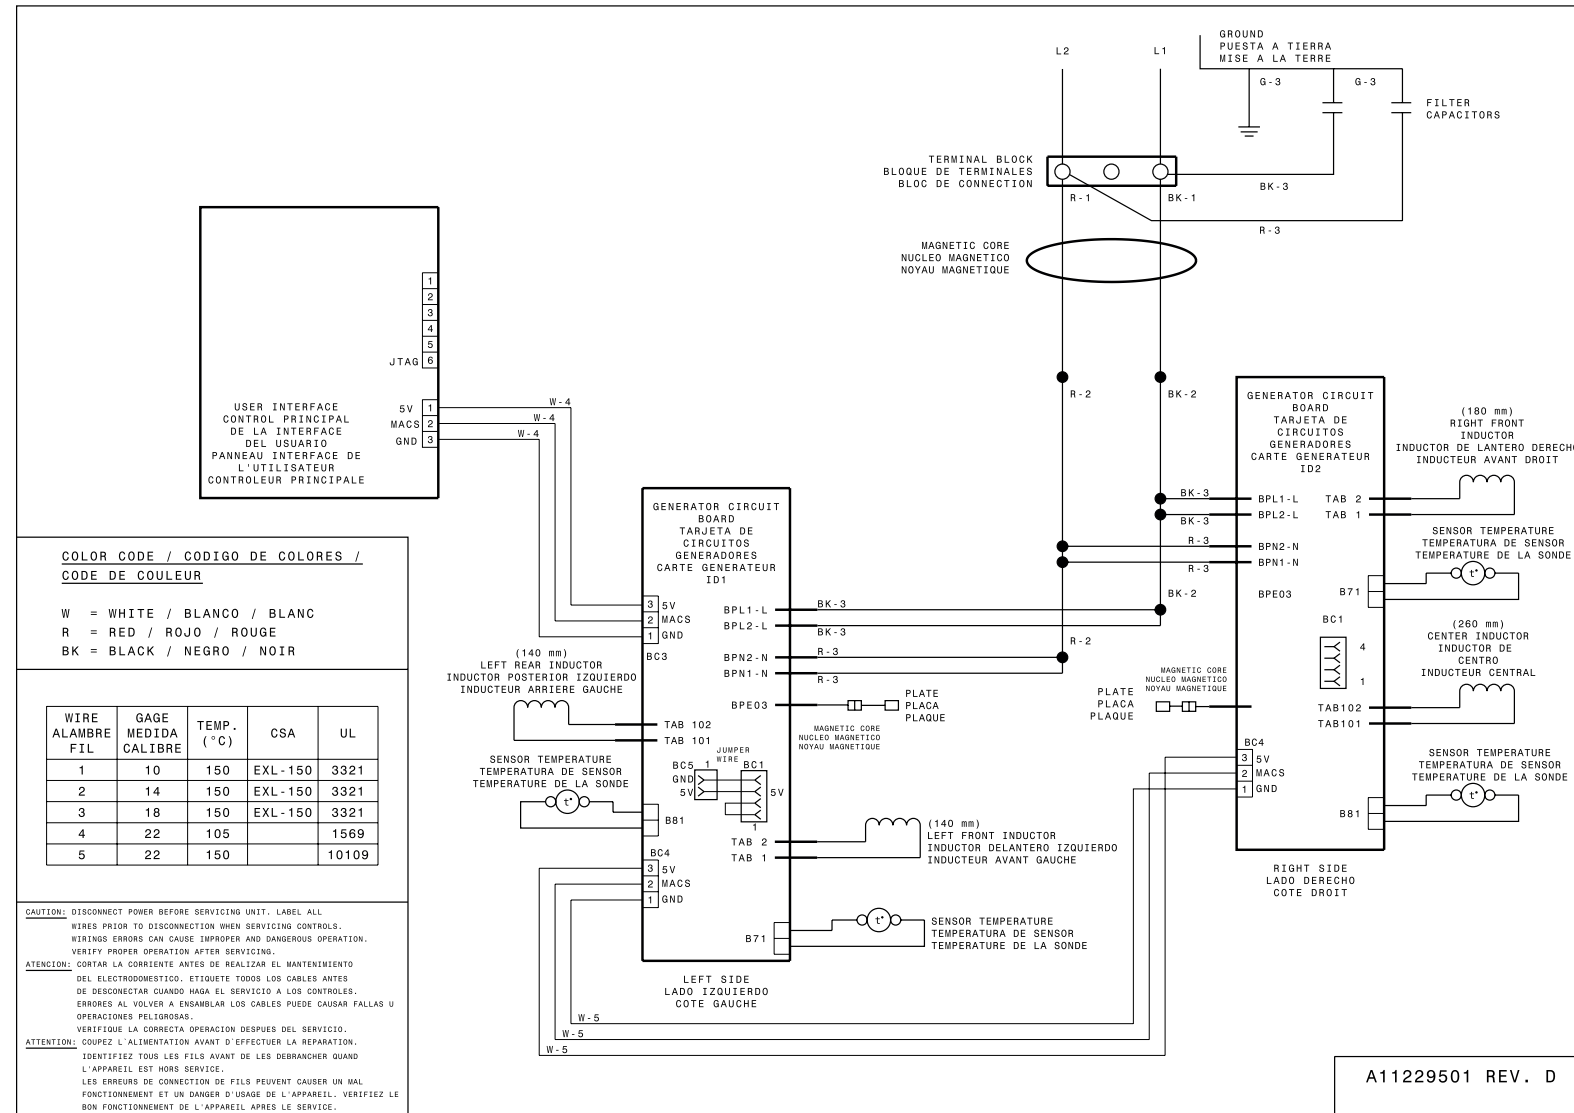 L2
L1
GROUND
PUESTA A TIERRA
MISE A LA TERRE
G-3
G-3
FILTER
CAPACITORS
TERMINAL BLOCK
BLOQUE DE TERMINALES
BLOC DE CONNECTION
R-1
BK-1
BK-3
R-3
MAGNETIC CORE
NUCLEO MAGNETICO
NOYAU MAGNETIQUE
1
2
3
4
5
JTAG 6
USER INTERFACE
CONTROL PRINCIPAL
DE LA INTERFACE
DEL USUARIO
PANNEAU INTERFACE DE
L'UTILISATEUR
CONTROLEUR PRINCIPALE
5V 1
MACS 2
GND 3
W-4
W-4
W-4
R-2
BK-2
GENERATOR CIRCUIT
BOARD
TARJETA DE
CIRCUITOS
GENERADORES
CARTE GENERATEUR
ID2
BK-3
BPL1-L
BK-3
BPL2-L
R-3
BPN2-N
R-3
BPN1-N
BPE03
TAB 2
TAB 1
(180 mm)
RIGHT FRONT
INDUCTOR
INDUCTOR DE LANTERO DERECHO
INDUCTEUR AVANT DROIT
SENSOR TEMPERATURE
TEMPERATURA DE SENSOR
TEMPERATURE DE LA SONDE
t°
B71
BC1
4
1
(260 mm)
CENTER INDUCTOR
INDUCTOR DE
CENTRO
INDUCTEUR CENTRAL
TAB102
TAB101
MAGNETIC CORE
NUCLEO MAGNETICO
NOYAU MAGNETIQUE
PLATE
PLACA
PLAQUE
BC4
3 5V
2 MACS
1 GND
SENSOR TEMPERATURE
TEMPERATURA DE SENSOR
TEMPERATURE DE LA SONDE
t°
B81
RIGHT SIDE
LADO DERECHO
COTE DROIT
BK-2
R-2
GENERATOR CIRCUIT
BOARD
TARJETA DE
CIRCUITOS
GENERADORES
CARTE GENERATEUR
ID1
3 5V
2 MACS
1 GND
BC3
BPL1-L
BK-3
BPL2-L
BK-3
BPN2-N
R-3
BPN1-N
R-3
BPE03
PLATE
PLACA
PLAQUE
MAGNETIC CORE
NUCLEO MAGNETICO
NOYAU MAGNETIQUE
(140 mm)
LEFT REAR INDUCTOR
INDUCTOR POSTERIOR IZQUIERDO
INDUCTEUR ARRIERE GAUCHE
TAB 102
TAB 101
JUMPER
WIRE
BC5 1
BC1
GND
5V
5V
1
SENSOR TEMPERATURE
TEMPERATURA DE SENSOR
TEMPERATURE DE LA SONDE
t°
B81
TAB 2
TAB 1
(140 mm)
LEFT FRONT INDUCTOR
INDUCTOR DELANTERO IZQUIERDO
INDUCTEUR AVANT GAUCHE
BC4
3 5V
2 MACS
1 GND
B71
t°
SENSOR TEMPERATURE
TEMPERATURA DE SENSOR
TEMPERATURE DE LA SONDE
LEFT SIDE
LADO IZQUIERDO
COTE GAUCHE
W-5
W-5
W-5
COLOR CODE / CODIGO DE COLORES /
CODE DE COULEUR
W = WHITE / BLANCO / BLANC
R = RED / ROJO / ROUGE
BK = BLACK / NEGRO / NOIR
WIRE ALAMBRE FIL | GAGE MEDIDA CALIBRE | TEMP. (°C) | CSA | UL
1 | 10 | 150 | EXL-150 | 3321
2 | 14 | 150 | EXL-150 | 3321
3 | 18 | 150 | EXL-150 | 3321
4 | 22 | 105 | | 1569
5 | 22 | 150 | | 10109
CAUTION: DISCONNECT POWER BEFORE SERVICING UNIT. LABEL ALL
WIRES PRIOR TO DISCONNECTION WHEN SERVICING CONTROLS.
WIRINGS ERRORS CAN CAUSE IMPROPER AND DANGEROUS OPERATION.
VERIFY PROPER OPERATION AFTER SERVICING.
ATENCION: CORTAR LA CORRIENTE ANTES DE REALIZAR EL MANTENIMIENTO
DEL ELECTRODOMESTICO. ETIQUETE TODOS LOS CABLES ANTES
DE DESCONECTAR CUANDO HAGA EL SERVICIO A LOS CONTROLES.
ERRORES AL VOLVER A ENSAMBLAR LOS CABLES PUEDE CAUSAR FALLAS U
OPERACIONES PELIGROSAS.
VERIFIQUE LA CORRECTA OPERACION DESPUES DEL SERVICIO.
ATTENTION: COUPEZ L`ALIMENTATION AVANT D`EFFECTUER LA REPARATION.
IDENTIFIEZ TOUS LES FILS AVANT DE LES DEBRANCHER QUAND
L'APPAREIL EST HORS SERVICE.
LES ERREURS DE CONNECTION DE FILS PEUVENT CAUSER UN MAL
FONCTIONNEMENT ET UN DANGER D'USAGE DE L'APPAREIL. VERIFIEZ LE
BON FONCTIONNEMENT DE L'APPAREIL APRES LE SERVICE.
A11229501 REV. D